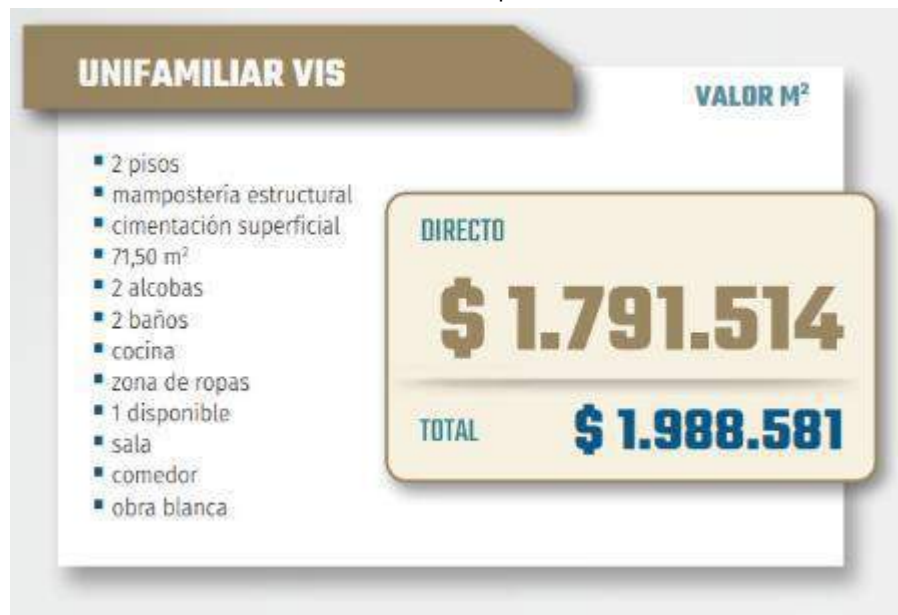 UNIFAMILIAR VIS
VALOR M²
▪ 2 pisos
▪ mampostería estructural
▪ cimentación superficial
▪ 71,50 m²
▪ 2 alcobas
▪ 2 baños
▪ cocina
▪ zona de ropas
▪ 1 disponible
▪ sala
▪ comedor
▪ obra blanca
DIRECTO
$ 1.791.514
TOTAL $ 1.988.581